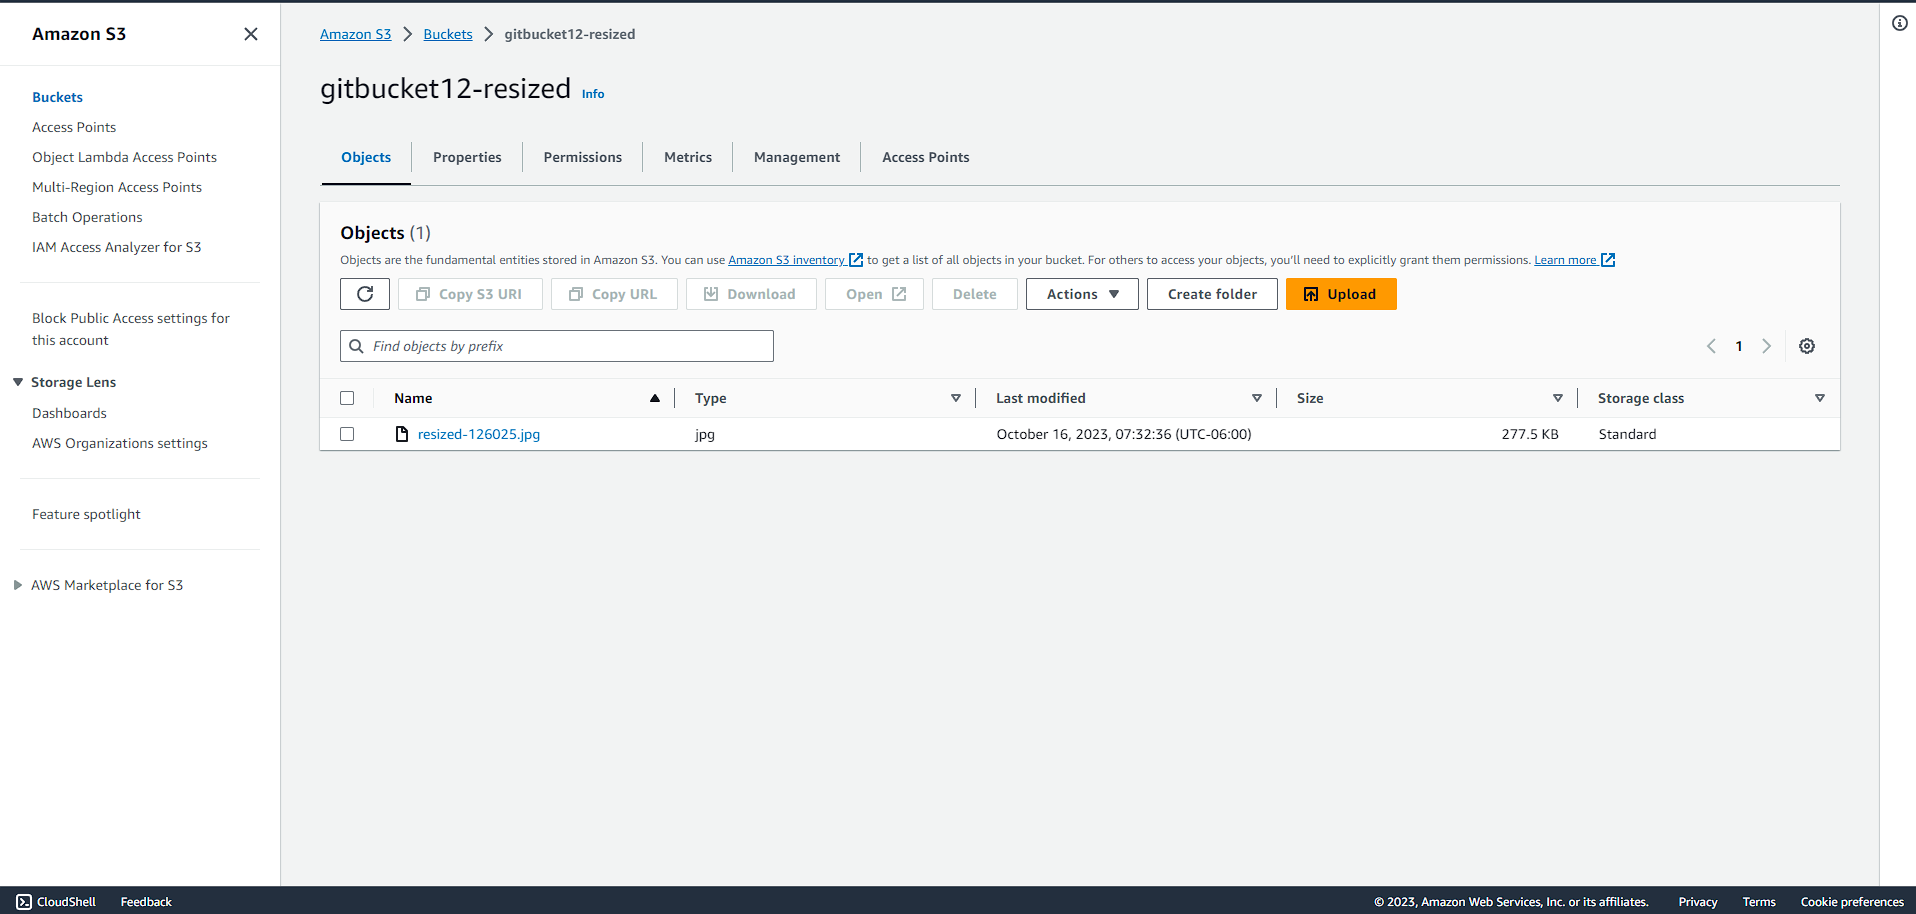 Amazon S3
Buckets
Access Points
Object Lambda Access Points
Multi-Region Access Points
Batch Operations
IAM Access Analyzer for S3
Block Public Access settings for
this account
Storage Lens
Dashboards
AWS Organizations settings
Feature spotlight
AWS Marketplace for S3
Amazon S3 Buckets gitbucket12-resized
gitbucket12-resized Info
Objects Properties Permissions Metrics Management Access Points
Objects (1)
Objects are the fundamental entities stored in Amazon S3. You can use Amazon S3 inventory to get a list of all objects in your bucket. For others to access your objects, you'll need to explicitly grant them permissions. Learn more
Copy S3 URI Copy URL Download Open Delete Actions Create folder Upload
Find objects by prefix 1
Name Type Last modified Size Storage class
resized-126025.jpg jpg October 16, 2023, 07:32:36 (UTC-06:00) 277.5 KB Standard
CloudShell Feedback © 2023, Amazon Web Services, Inc. or its affiliates. Privacy Terms Cookie preferences